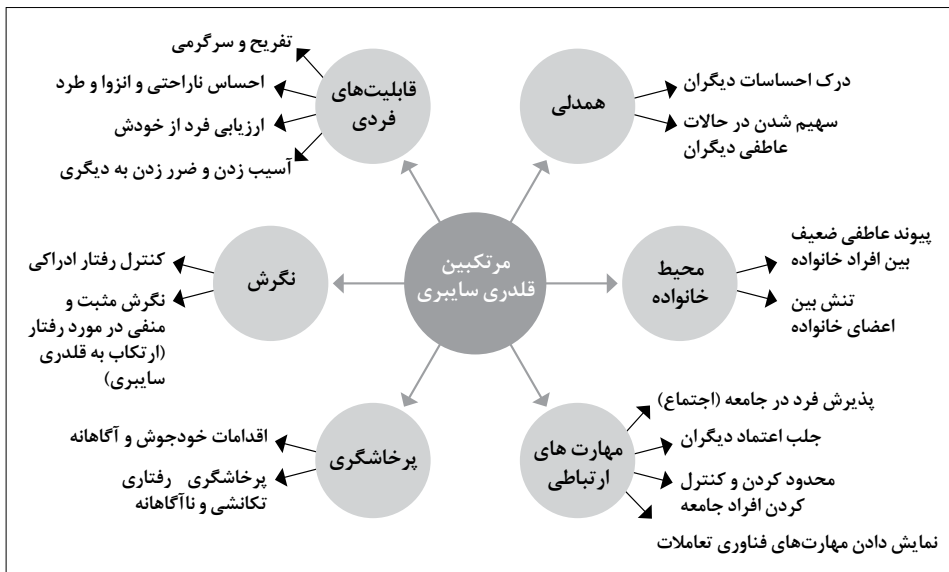 مرتکبین
قلدری سایبری
همدلی
درک احساسات دیگران
سهیم شدن در حالات
عاطفی دیگران
محیط
خانواده
پیوند عاطفی ضعیف
بین افراد خانواده
تنش بین
اعضای خانواده
مهارت های
ارتباطی
پذیرش فرد در جامعه (اجتماع)
جلب اعتماد دیگران
محدود کردن و کنترل
کردن افراد جامعه
نمایش دادن مهارت‌های فناوری تعاملات
پرخاشگری
اقدامات خودجوش و آگاهانه
پرخاشگری رفتاری
تکانشی و ناآگاهانه
نگرش
کنترل رفتار ادراکی
نگرش مثبت و
منفی در مورد رفتار
(ارتکاب به قلدری
سایبری)
قابلیت‌های
فردی
تفریح و سرگرمی
احساس ناراحتی و انزوا و طرد
ارزیابی فرد از خودش
آسیب زدن و ضرر زدن به دیگری